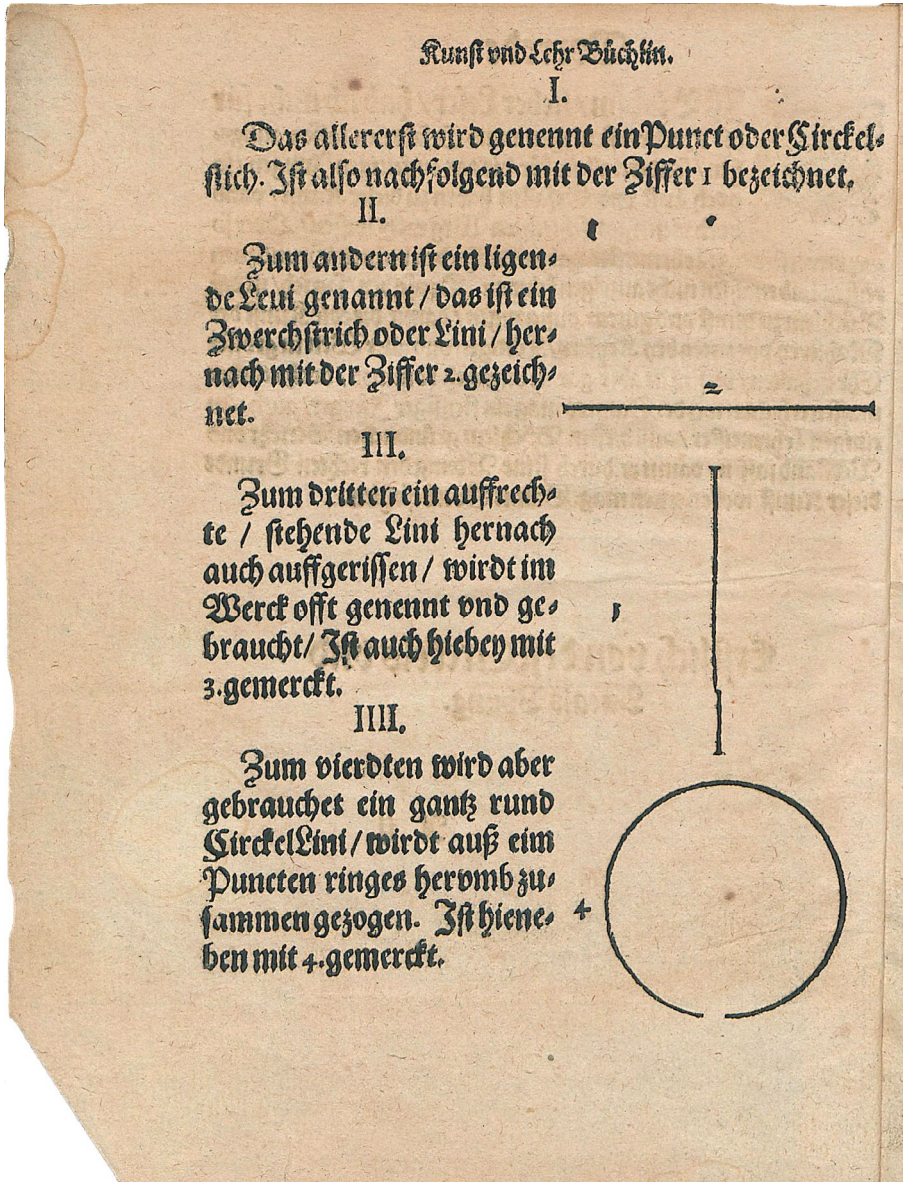 Kunst vnd Lehr Büchlin.
I.
Das allererst wird genennt ein Punct oder Circkel-
stich. Ist also nachfolgend mit der Ziffer 1 bezeichnet.
II.
Zum andern ist ein ligen-
de Leui genannt / das ist ein
Zwerchstrich oder Lini / her-
nach mit der Ziffer 2. gezeich-
net.
III.
Zum dritten ein auffrech-
te / stehende Lini hernach
auch auffgerissen / wirdt im
Werck offt genennt vnd ge-
braucht / Ist auch hiebey mit
3. gemerckt.
IIII.
Zum vierdten wird aber
gebrauchet ein gantz rund
Circkel Lini / wirdt auß eim
Puncten ringes hervmb zu-
sammen gezogen. Ist hiene-
ben mit 4. gemerckt.
1
2
3
4